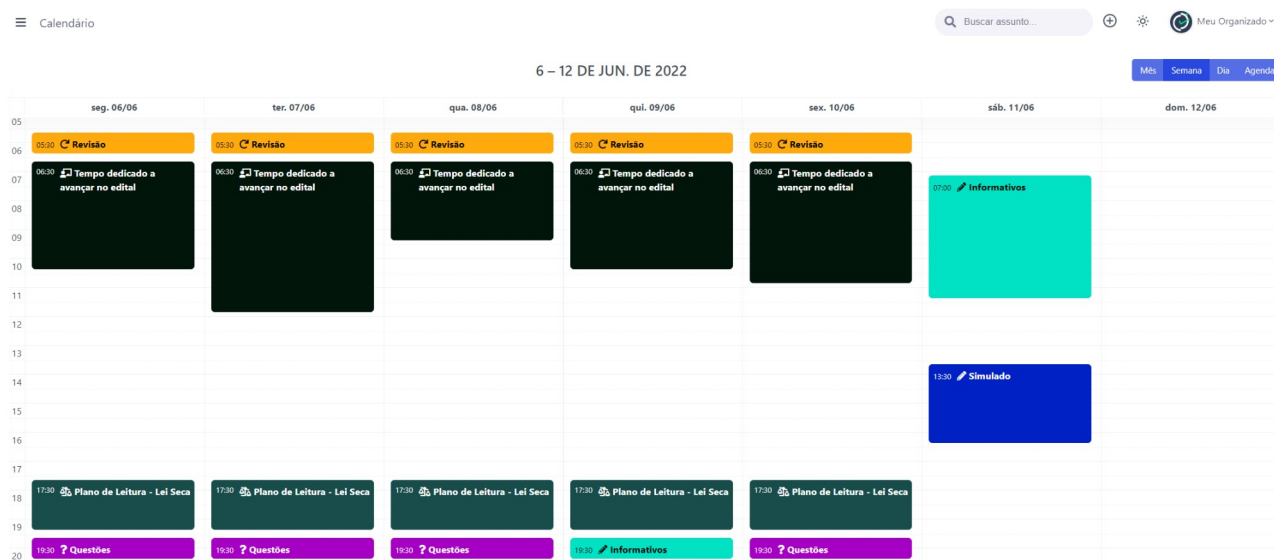 Calendário
Buscar assunto...
Meu Organizado
6 – 12 DE JUN. DE 2022
Mês Semana Dia Agenda
seg. 06/06 ter. 07/06 qua. 08/06 qui. 09/06 sex. 10/06 sáb. 11/06 dom. 12/06
05
05:30 Revisão 05:30 Revisão 05:30 Revisão 05:30 Revisão 05:30 Revisão
06
06:30 Tempo dedicado a 06:30 Tempo dedicado a 06:30 Tempo dedicado a 06:30 Tempo dedicado a 06:30 Tempo dedicado a
07
avançar no edital avançar no edital avançar no edital avançar no edital avançar no edital 07:00 Informativos
08
09
10
11
12
13
13:30 Simulado
14
15
16
17
17:30 Plano de Leitura - Lei Seca 17:30 Plano de Leitura - Lei Seca 17:30 Plano de Leitura - Lei Seca 17:30 Plano de Leitura - Lei Seca 17:30 Plano de Leitura - Lei Seca
18
19
19:30 ? Questões 19:30 ? Questões 19:30 ? Questões 19:30 Informativos 19:30 ? Questões
20